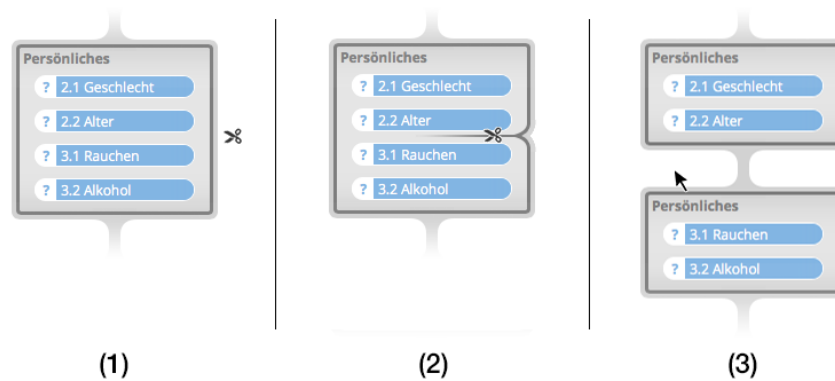 Persönliches
? 2.1 Geschlecht
? 2.2 Alter
? 3.1 Rauchen
? 3.2 Alkohol
(1)
Persönliches
? 2.1 Geschlecht
? 2.2 Alter
? 3.1 Rauchen
? 3.2 Alkohol
(2)
Persönliches
? 2.1 Geschlecht
? 2.2 Alter
Persönliches
? 3.1 Rauchen
? 3.2 Alkohol
(3)